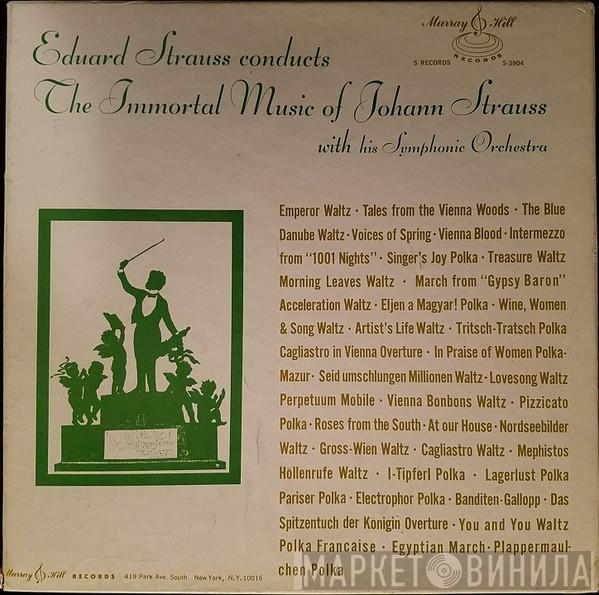 Murray Hill
RECORDS
5 RECORDS
S-3904
Eduard Strauss conducts
The Immortal Music of Johann Strauss
with his Symphonic Orchestra
Emperor Waltz · Tales from the Vienna Woods · The Blue
Danube Waltz · Voices of Spring · Vienna Blood · Intermezzo
from "1001 Nights" · Singer's Joy Polka · Treasure Waltz
Morning Leaves Waltz · March from "Gypsy Baron"
Acceleration Waltz · Eljen a Magyar! Polka · Wine, Women
& Song Waltz · Artist's Life Waltz · Tritsch-Tratsch Polka
Cagliastro in Vienna Overture · In Praise of Women Polka-
Mazur · Seid umschlungen Millionen Waltz · Lovesong Waltz
Perpetuum Mobile · Vienna Bonbons Waltz · Pizzicato
Polka · Roses from the South · At our House · Nordseebilder
Waltz · Gross-Wien Waltz · Cagliastro Waltz · Mephistos
Hollenrufe Waltz · I-Tipferl Polka · Lagerlust Polka
Pariser Polka · Electrophor Polka · Banditen-Gallopp · Das
Spitzentuch der Königin Overture · You and You Waltz
Polka Francaise · Egyptian March · Plappermaul-
chen Polka
Murray Hill RECORDS 419 Park Ave. South New York, N.Y. 10016
МАРКЕТ ВИНИЛА